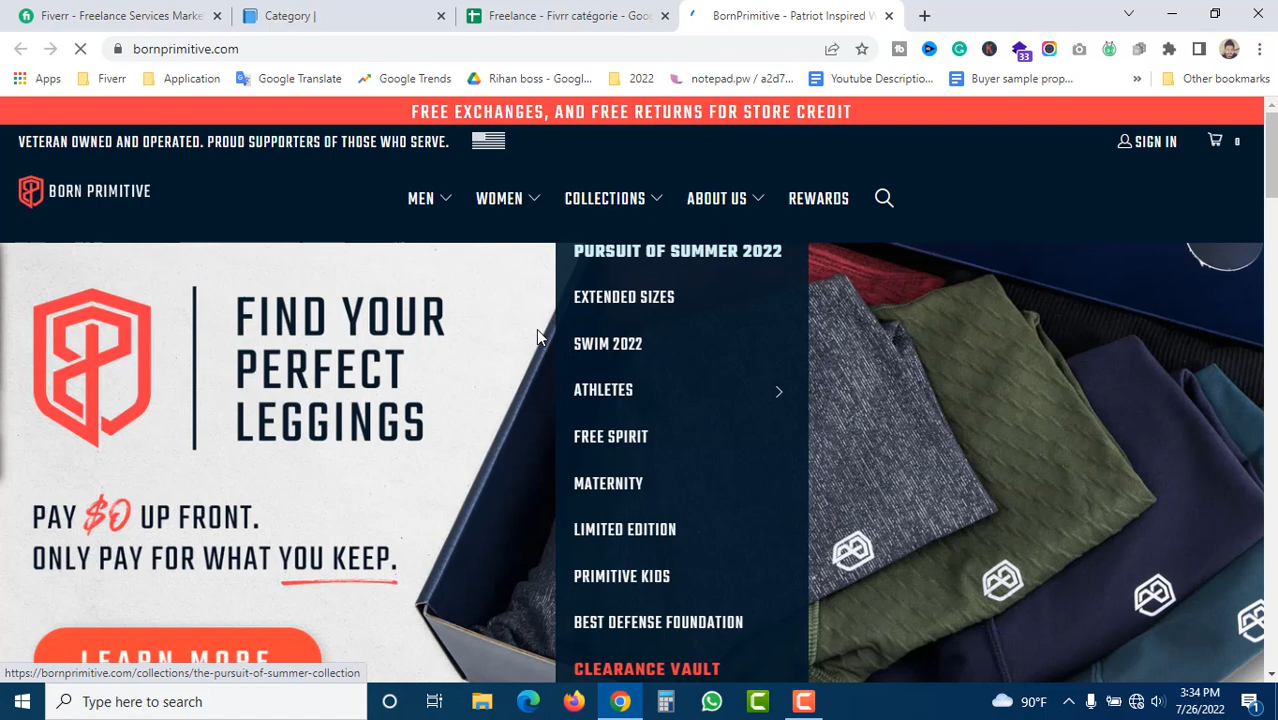 Fiverr - Freelance Services Marke
Category |
Freelance - Fivrr catégorie - Goog
BornPrimitive - Patriot Inspired W
bornprimitive.com
33
Apps
Fiverr
Application
Google Translate
Google Trends
Rihan boss - Googl...
2022
notepad.pw / a2d7...
Youtube Descriptio...
Buyer sample prop...
»
Other bookmarks
FREE EXCHANGES, AND FREE RETURNS FOR STORE CREDIT
VETERAN OWNED AND OPERATED. PROUD SUPPORTERS OF THOSE WHO SERVE.
SIGN IN
0
BORN PRIMITIVE
MEN
WOMEN
COLLECTIONS
ABOUT US
REWARDS
PURSUIT OF SUMMER 2022
EXTENDED SIZES
SWIM 2022
ATHLETES
FREE SPIRIT
MATERNITY
LIMITED EDITION
PRIMITIVE KIDS
BEST DEFENSE FOUNDATION
CLEARANCE VAULT
FIND YOUR
PERFECT
LEGGINGS
PAY $0 UP FRONT.
ONLY PAY FOR WHAT YOU KEEP.
LEARN MORE
https://bornprimitive.com/collections/the-pursuit-of-summer-collection
Type here to search
90°F
3:34 PM
7/26/2022
1